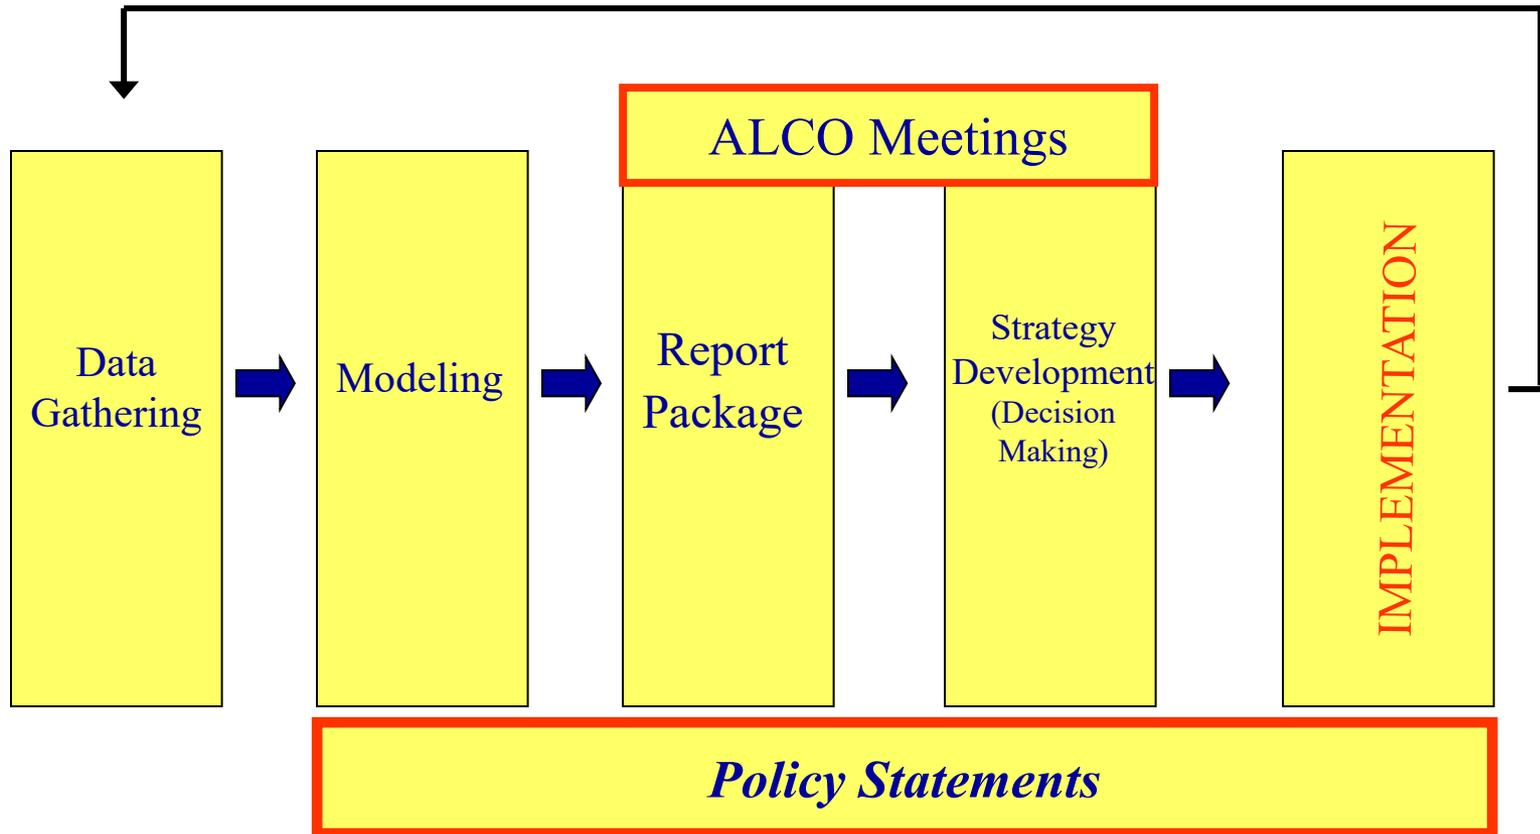 ALCO Meetings
Data
Gathering
Modeling
Report
Package
Strategy
Development
(Decision
Making)
IMPLEMENTATION
Policy Statements